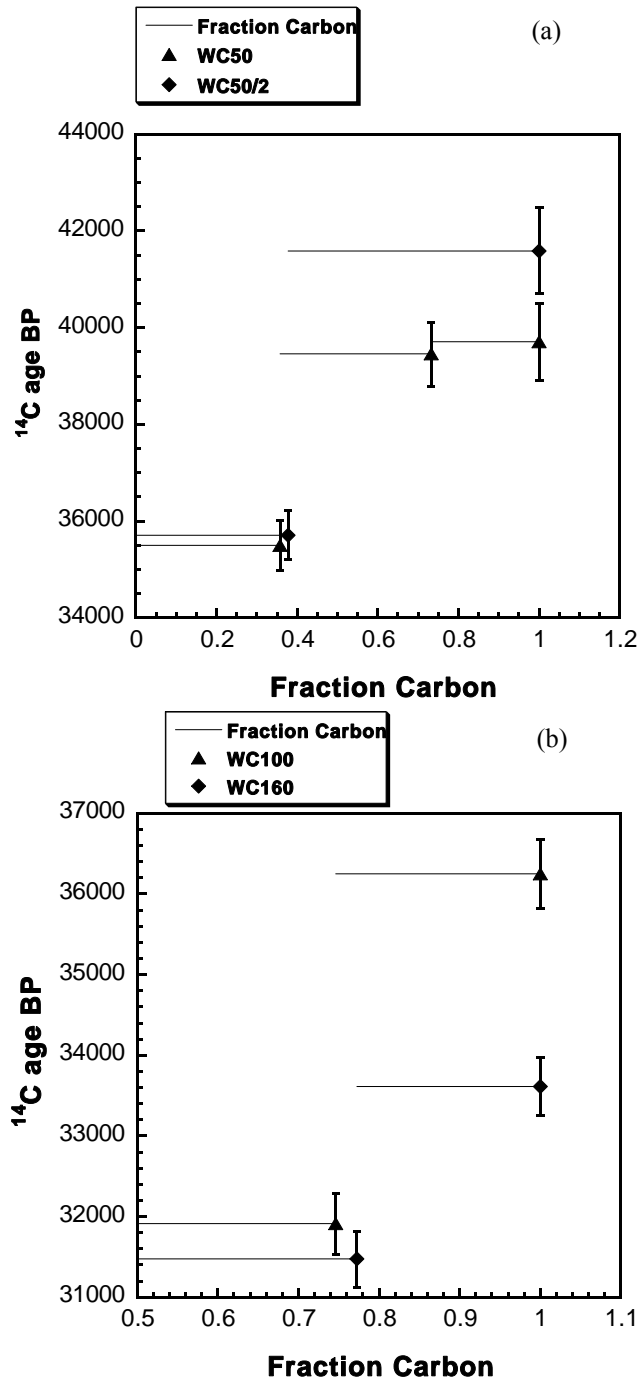 Fraction Carbon
WC50
WC50/2
(a)
44000
42000
40000
38000
36000
34000
¹⁴C age BP
0 0.2 0.4 0.6 0.8 1 1.2
Fraction Carbon
Fraction Carbon
WC100
WC160
(b)
37000
36000
35000
34000
33000
32000
31000
¹⁴C age BP
0.5 0.6 0.7 0.8 0.9 1 1.1
Fraction Carbon